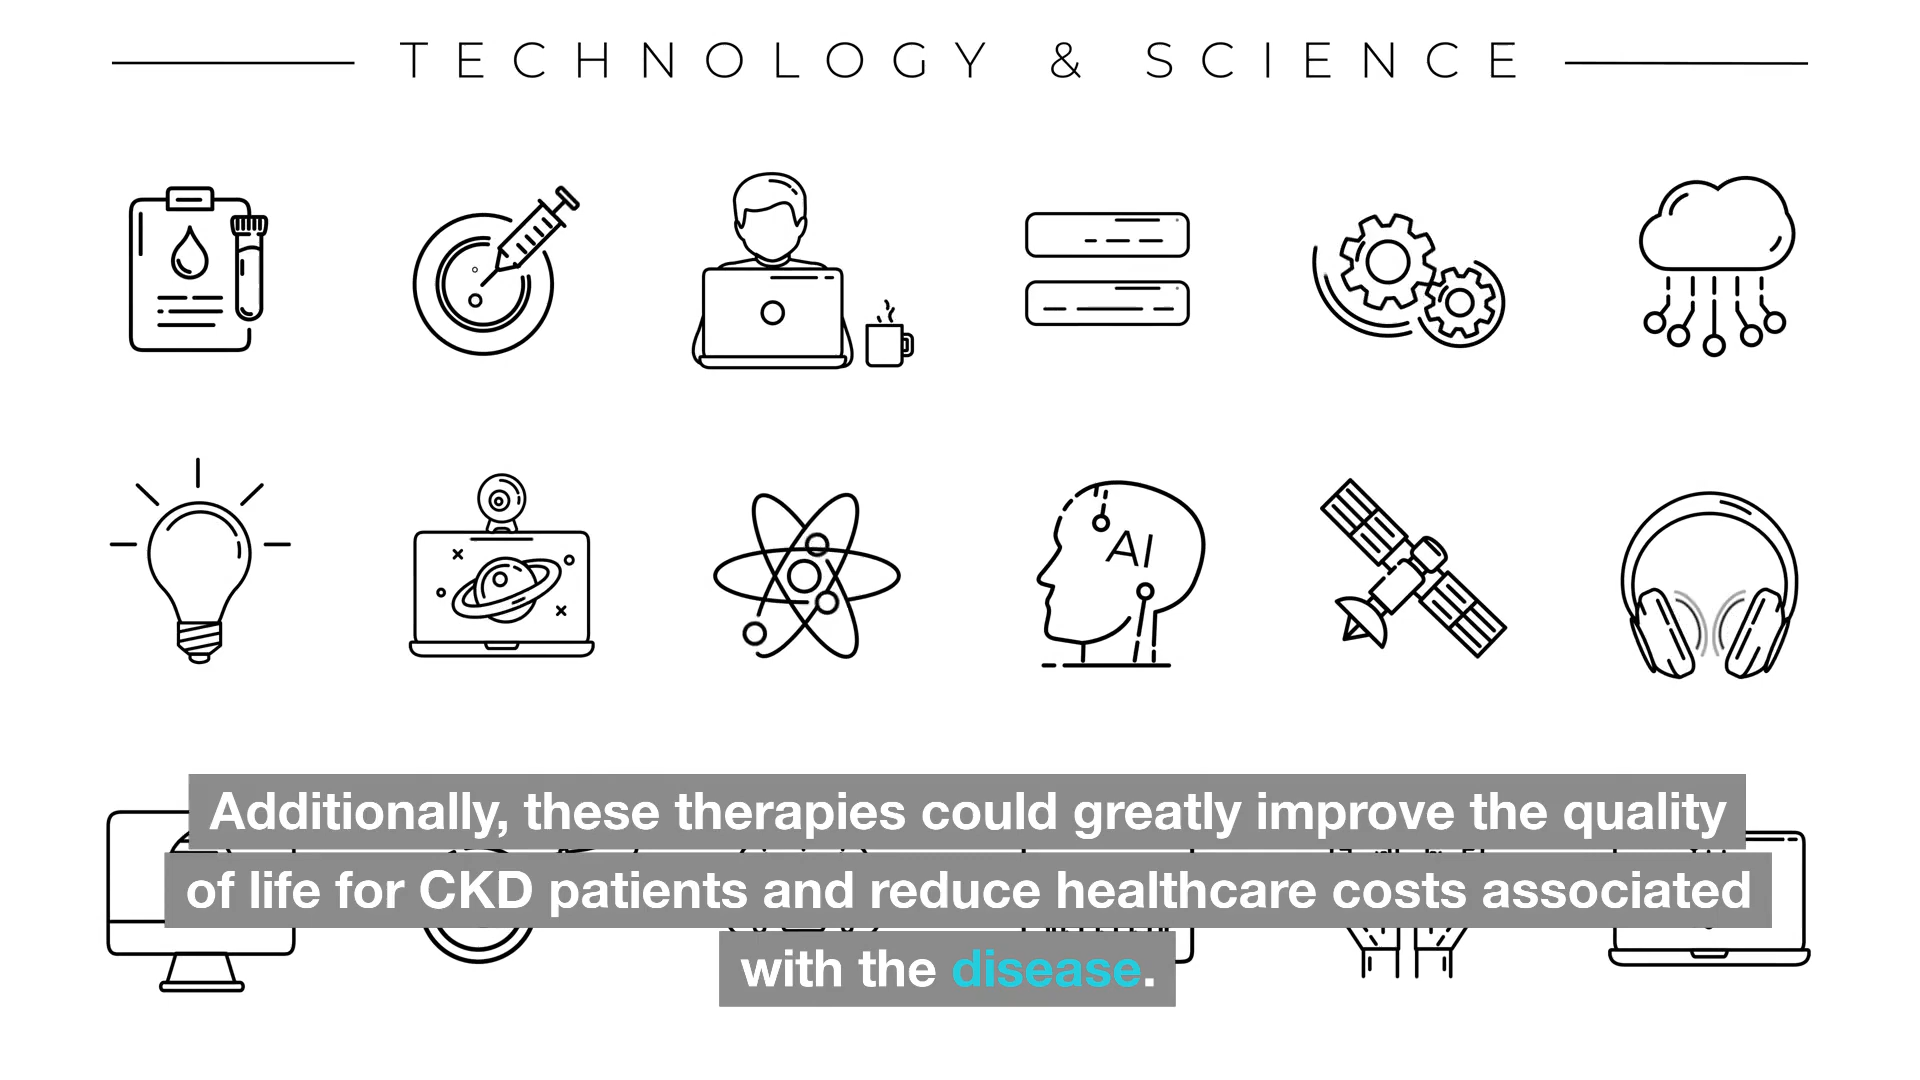 TECHNOLOGY & SCIENCE
AI
Additionally, these therapies could greatly improve the quality
of life for CKD patients and reduce healthcare costs associated
with the disease.